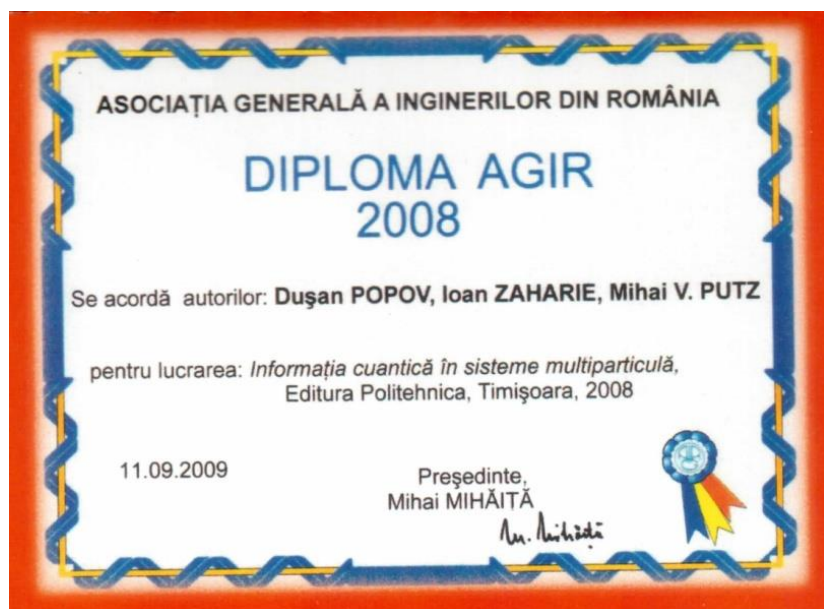 ASOCIAȚIA GENERALĂ A INGINERILOR DIN ROMÂNIA
DIPLOMA AGIR
2008
Se acordă autorilor: Duşan POPOV, Ioan ZAHARIE, Mihai V. PUTZ
pentru lucrarea: Informația cuantică în sisteme multiparticulă,
Editura Politehnica, Timişoara, 2008
11.09.2009
Preşedinte,
Mihai MIHĂIȚĂ
M. Mihăiță